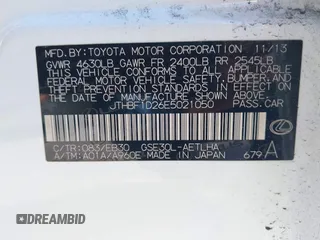 MFD. BY: TOYOTA MOTOR CORPORATION 11/13
GVWR 4630LB GAWR FR 2400LB RR 2545LB
THIS VEHICLE CONFORMS TO ALL APPLICABLE
FEDERAL MOTOR VEHICLE SAFETY,
BUMPER, AND THEFT PREVENTION STANDARDS
IN EFFECT ON THE DATE OF
MANUFACTURE SHOWN ABOVE.
JTHBF1D26E5021050 PASS.CAR
C/TR: 083/EB30 GSE30L-AETLHA
A/TM: A01A/A960E MADE IN JAPAN 679 A